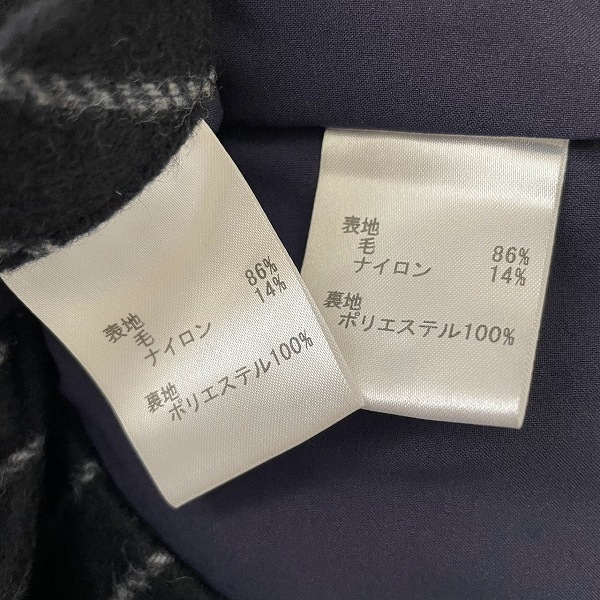 表地
毛 86%
ナイロン 14%
裏地
ポリエステル100%
表地
毛 86%
ナイロン 14%
裏地
ポリエステル100%